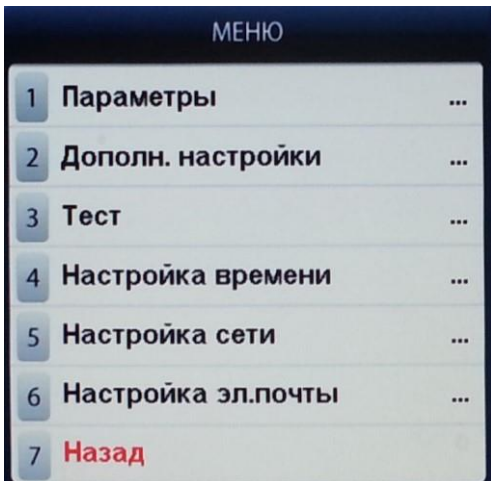 МЕНЮ
1 Параметры ...
2 Дополн. настройки ...
3 Тест ...
4 Настройка времени ...
5 Настройка сети ...
6 Настройка эл.почты ...
7 Назад